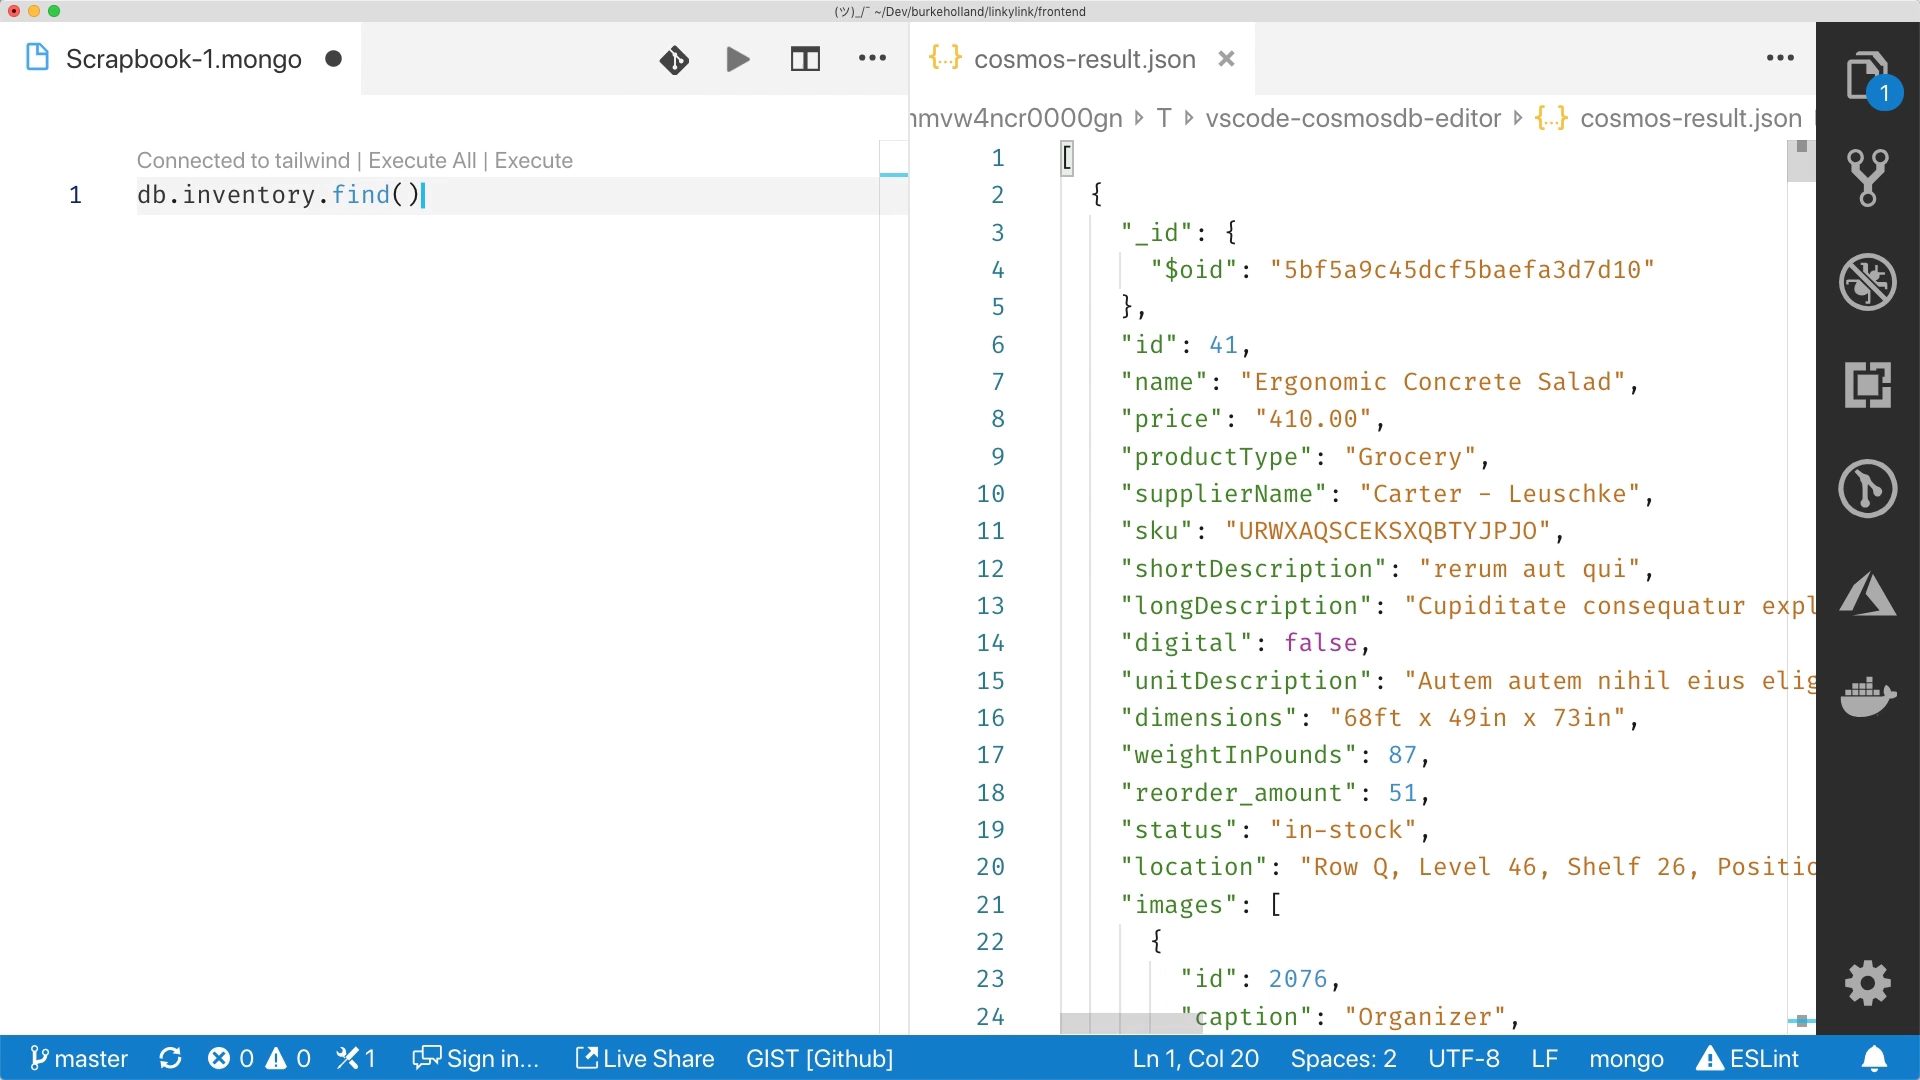 (ツ)_/¯ ~/Dev/burkeholland/linkylink/frontend
Scrapbook-1.mongo
cosmos-result.json
nmvw4ncr0000gn T vscode-cosmosdb-editor {..} cosmos-result.json
1
Connected to tailwind | Execute All | Execute
1 db.inventory.find()
1 [
2 {
3 "_id": {
4 "$oid": "5bf5a9c45dcf5baefa3d7d10"
5 },
6 "id": 41,
7 "name": "Ergonomic Concrete Salad",
8 "price": "410.00",
9 "productType": "Grocery",
10 "supplierName": "Carter - Leuschke",
11 "sku": "URWXAQSCEKSXQBTYJPJO",
12 "shortDescription": "rerum aut qui",
13 "longDescription": "Cupiditate consequatur expl
14 "digital": false,
15 "unitDescription": "Autem autem nihil eius elig
16 "dimensions": "68ft x 49in x 73in",
17 "weightInPounds": 87,
18 "reorder_amount": 51,
19 "status": "in-stock",
20 "location": "Row Q, Level 46, Shelf 26, Positio
21 "images": [
22 {
23 "id": 2076,
24 "caption": "Organizer",
master 0 0 1 Sign in... Live Share GIST [Github] Ln 1, Col 20 Spaces: 2 UTF-8 LF mongo ESLint